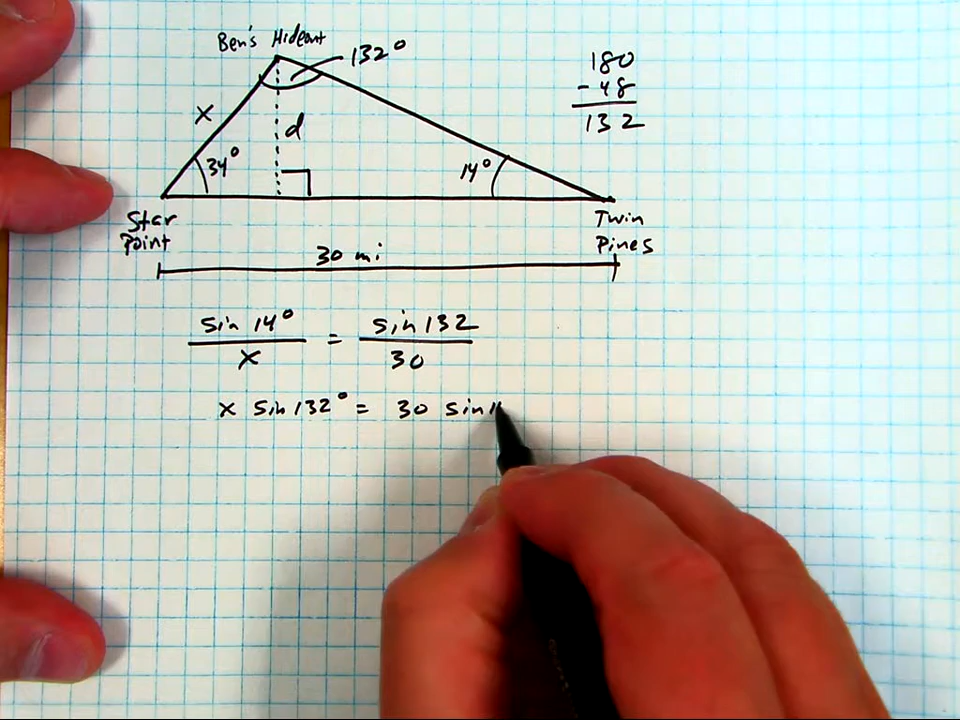 Ben's Hideout
132°
180
- 48
132
x
d
34°
14°
Star
Point
Twin
Pines
30 mi
sin 14° / x = sin 132 / 30
x sin 132° = 30 sin 1